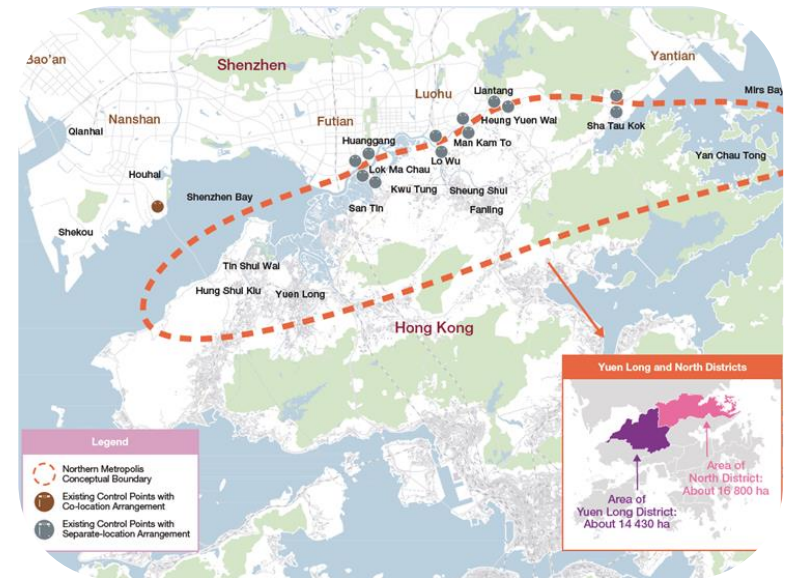 Bao'an
Shenzhen
Yantian
Liantang
Mirs Bay
Luohu
Nanshan
Futian
Heung Yuen Wai
Qianhai
Sha Tau Kok
Huanggang
Man Kam To
Lo Wu
Yan Chau Tong
Houhai
Lok Ma Chau
Kwu Tung
Sheung Shui
Shenzhen Bay
San Tin
Fanling
Shekou
Tin Shui Wai
Hung Shui Kiu
Yuen Long
Hong Kong
Yuen Long and North Districts
Area of
North District:
About 16 800 ha
Area of
Yuen Long District:
About 14 430 ha
Legend
Northern Metropolis
Conceptual Boundary
Existing Control Points with
Co-location Arrangement
Existing Control Points with
Separate-location Arrangement